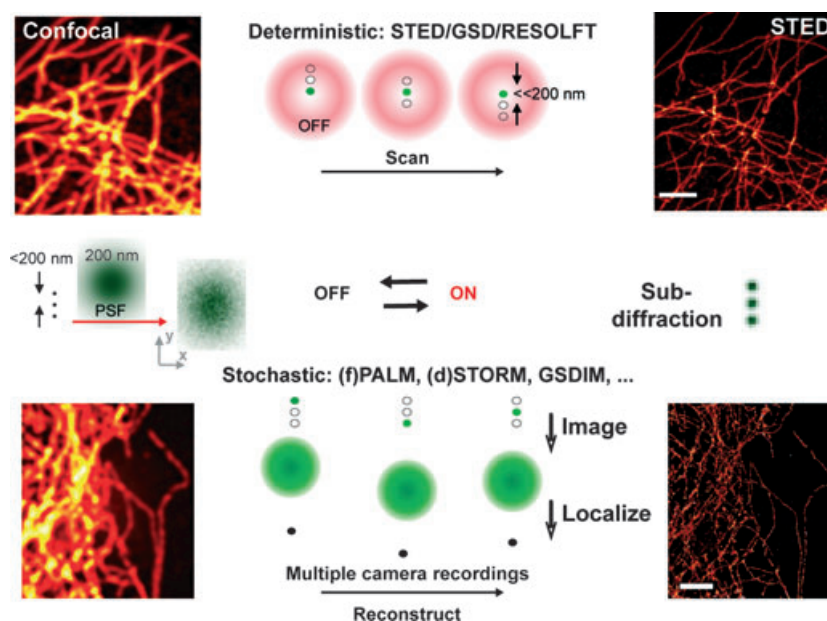 Confocal
Deterministic: STED/GSD/RESOLFT
STED
<<200 nm
OFF
Scan
<200 nm
200 nm
PSF
y
x
OFF
ON
Sub-
diffraction
Stochastic: (f)PALM, (d)STORM, GSDIM, ...
Image
Localize
Multiple camera recordings
Reconstruct